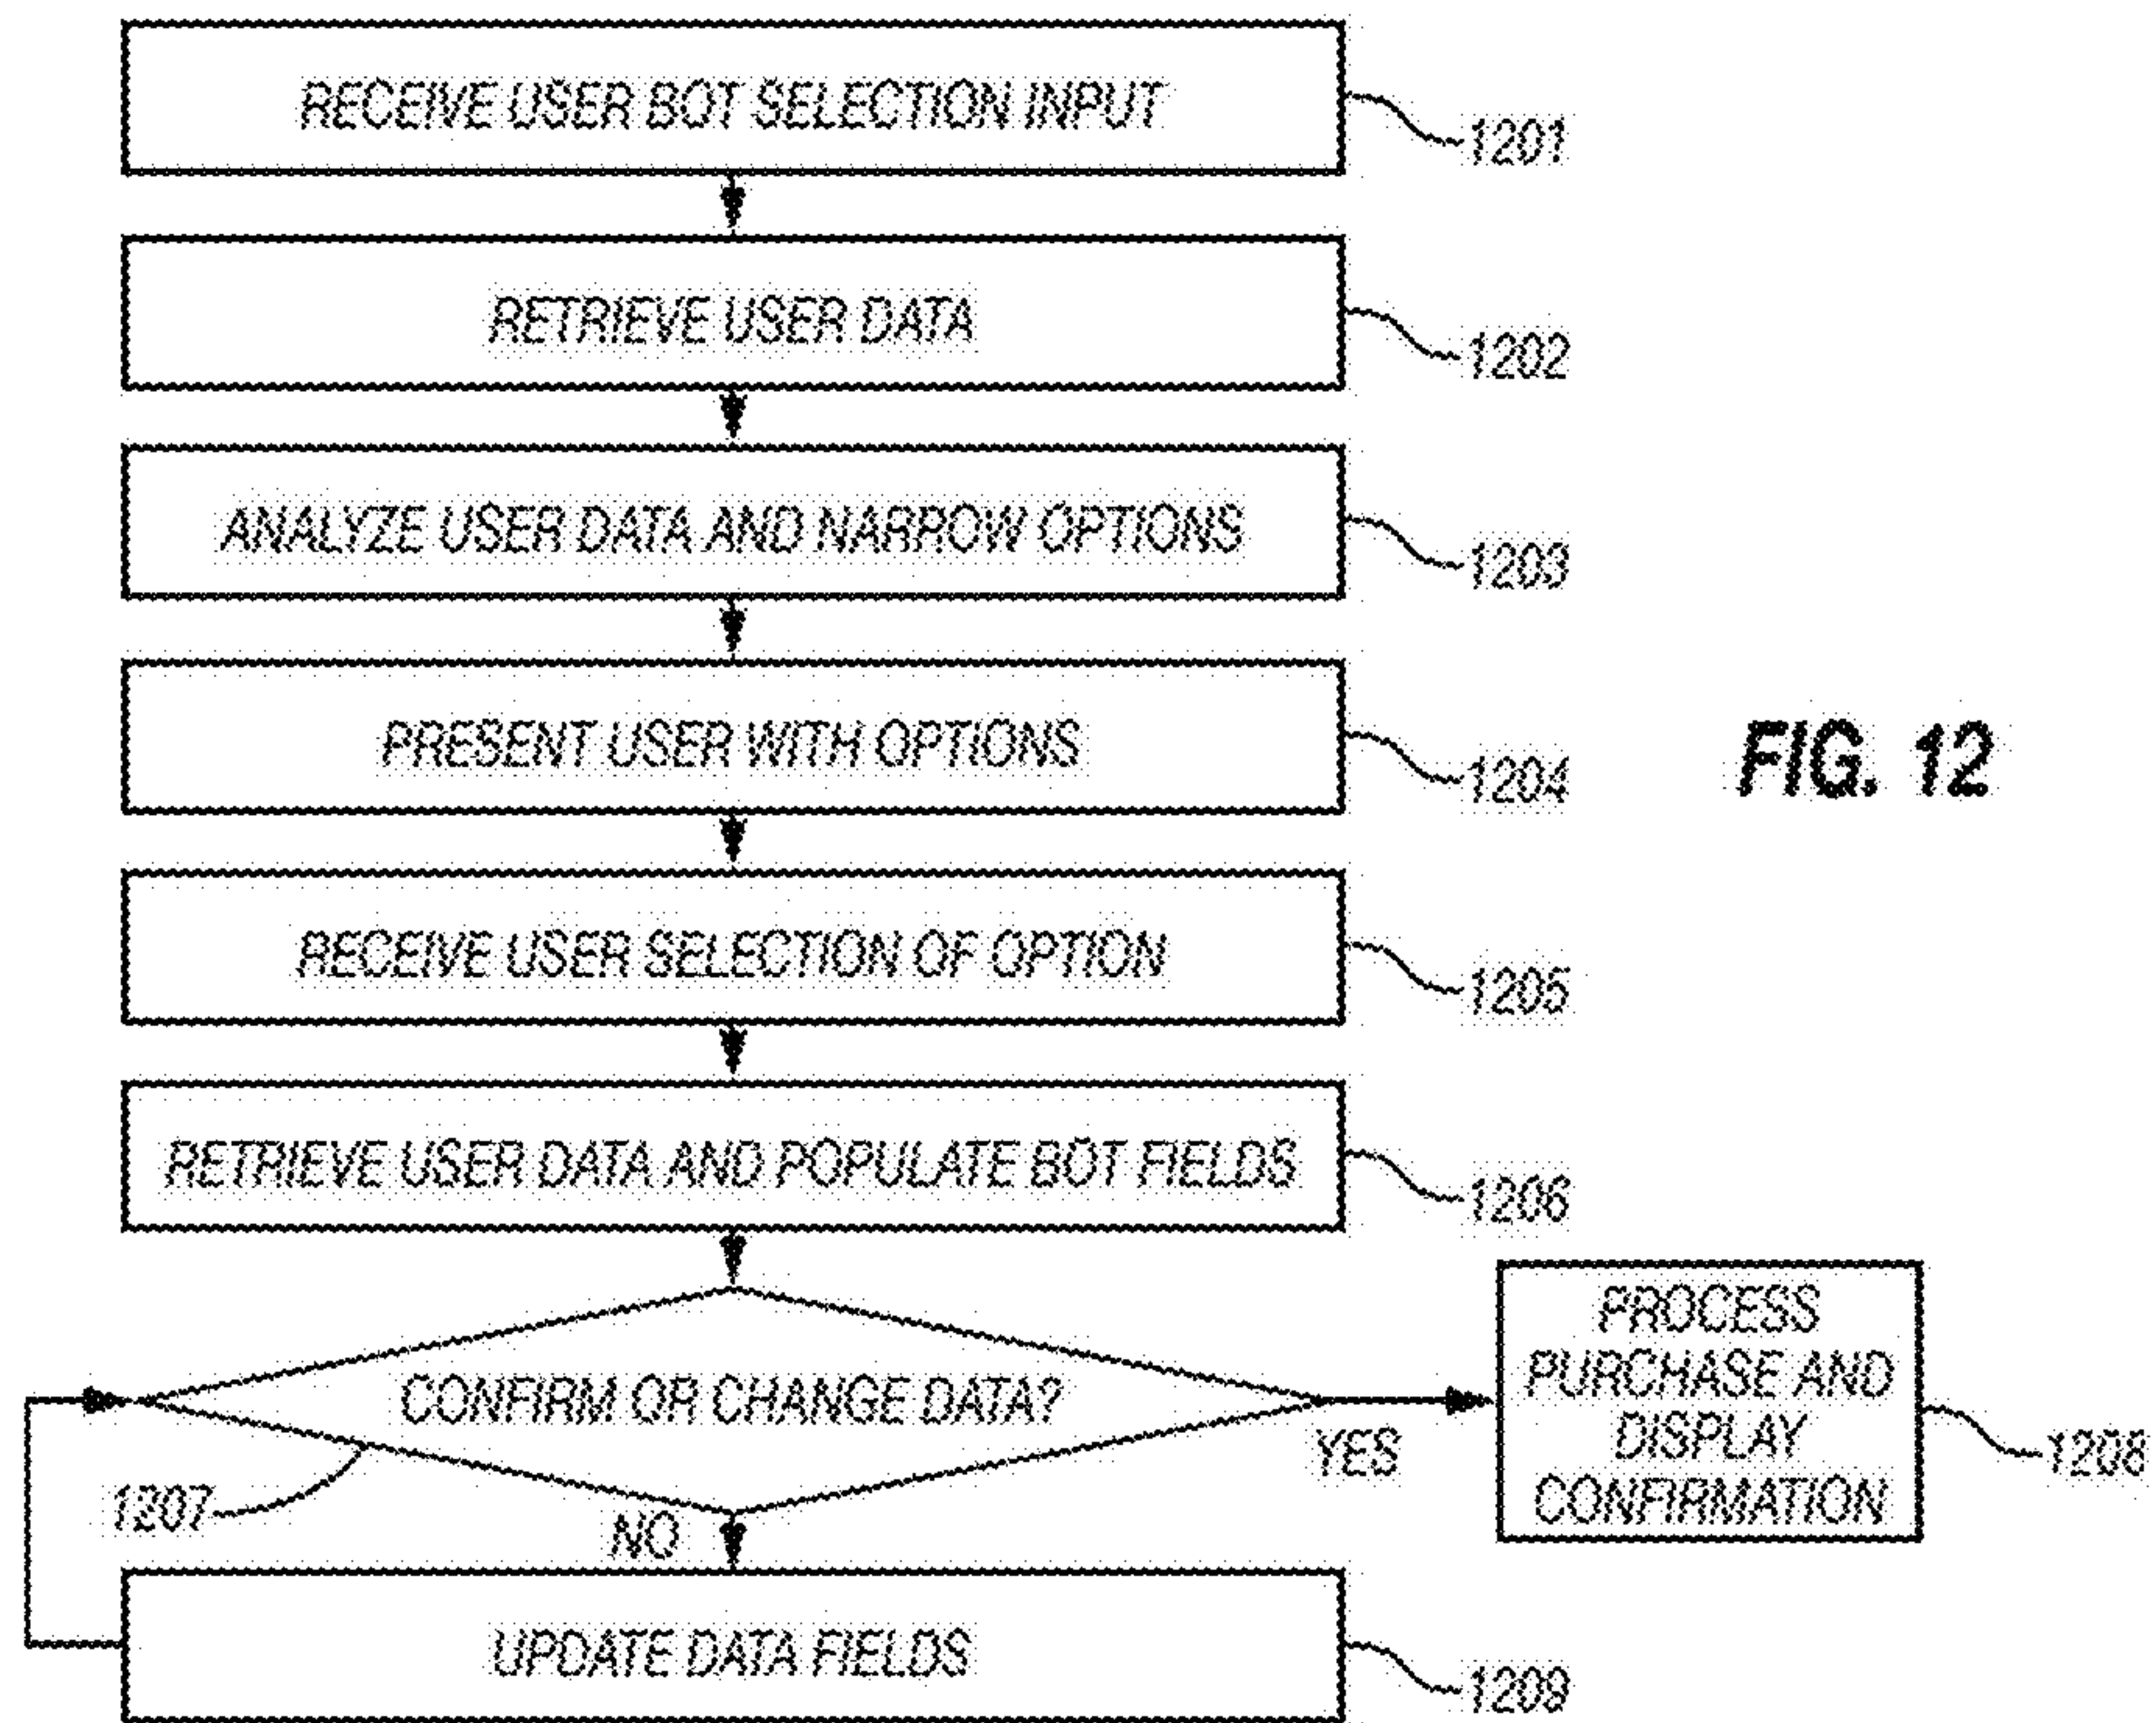 RECEIVE USER BOT SELECTION INPUT
1201
RETRIEVE USER DATA
1202
ANALYZE USER DATA AND NARROW OPTIONS
1203
PRESENT USER WITH OPTIONS
1204
FIG. 12
RECEIVE USER SELECTION OF OPTION
1205
RETRIEVE USER DATA AND POPULATE BOT FIELDS
1206
CONFIRM OR CHANGE DATA?
1207
YES
PROCESS
PURCHASE AND
DISPLAY
CONFIRMATION
1208
NO
UPDATE DATA FIELDS
1209